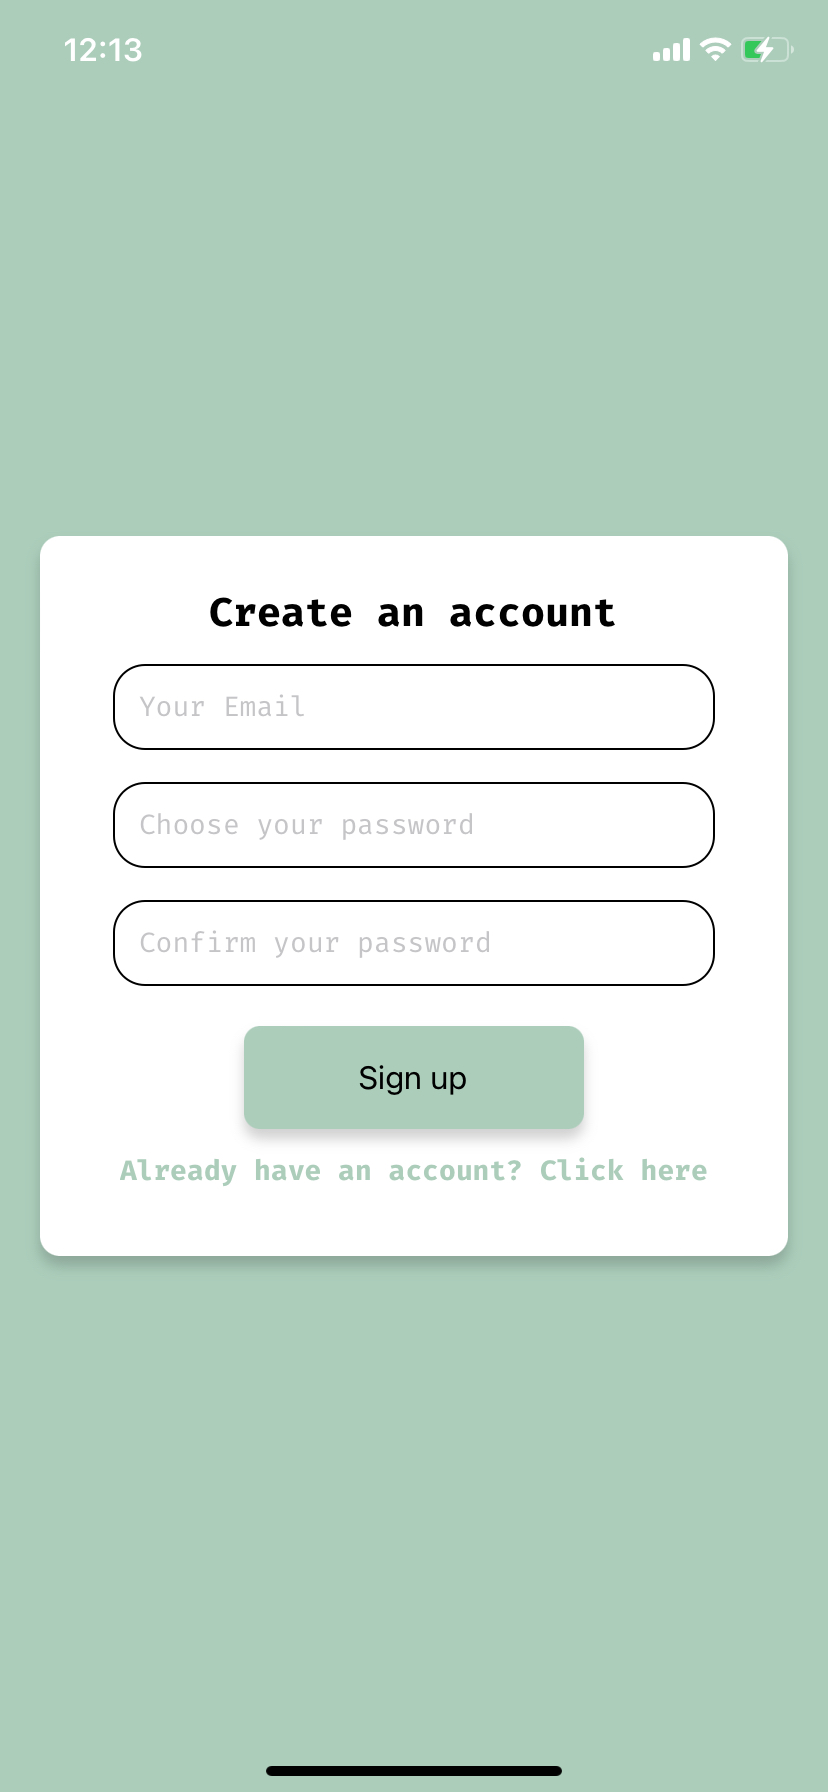 12:13
Create an account
Your Email
Choose your password
Confirm your password
Sign up
Already have an account? Click here